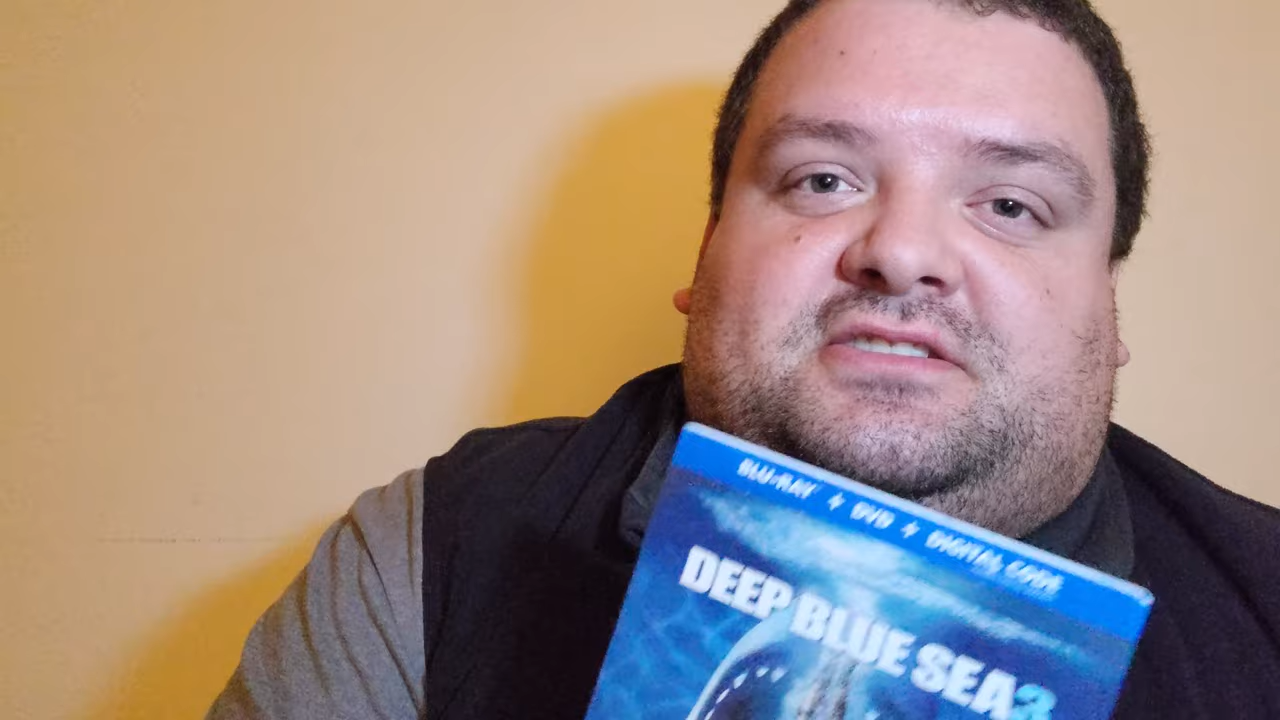 BLU-RAY + DVD + DIGITAL CODE
DEEP BLUE SEA 3